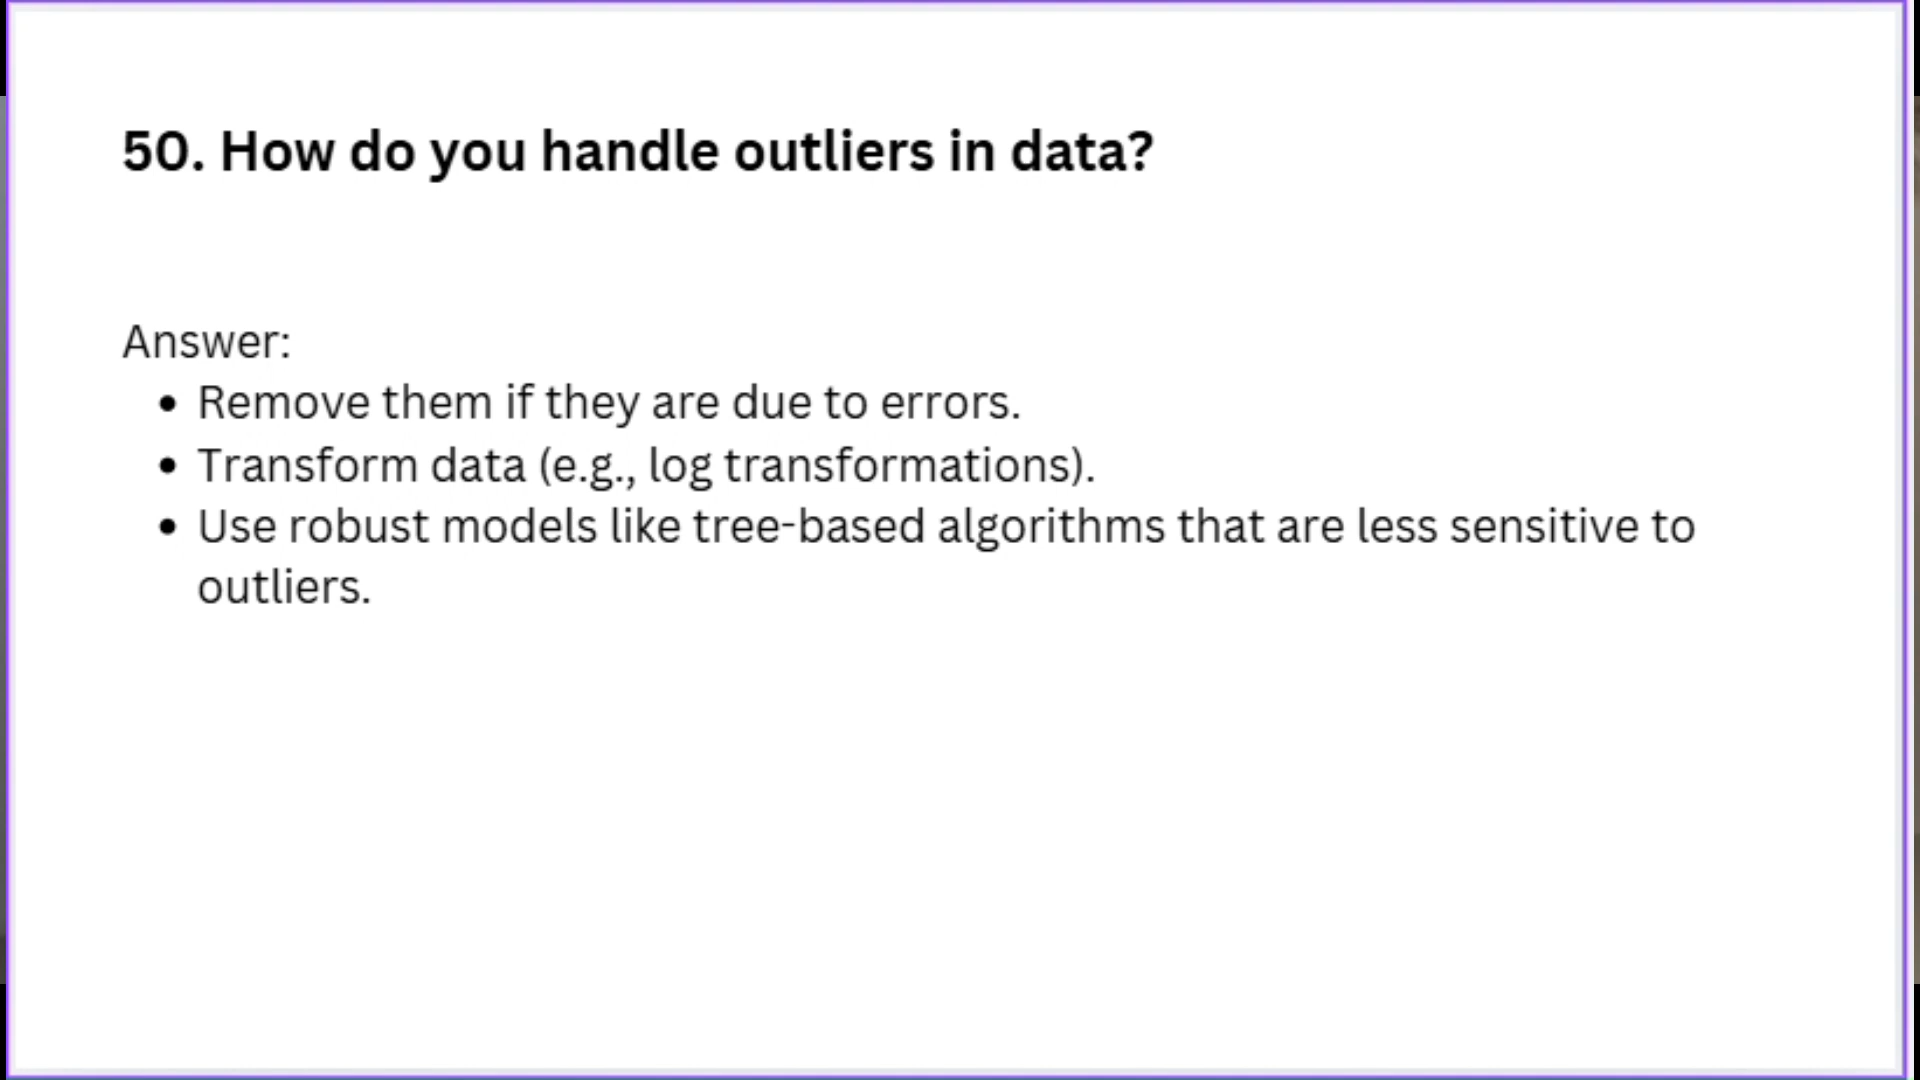 50. How do you handle outliers in data?
Answer:
• Remove them if they are due to errors.
• Transform data (e.g., log transformations).
• Use robust models like tree-based algorithms that are less sensitive to
outliers.